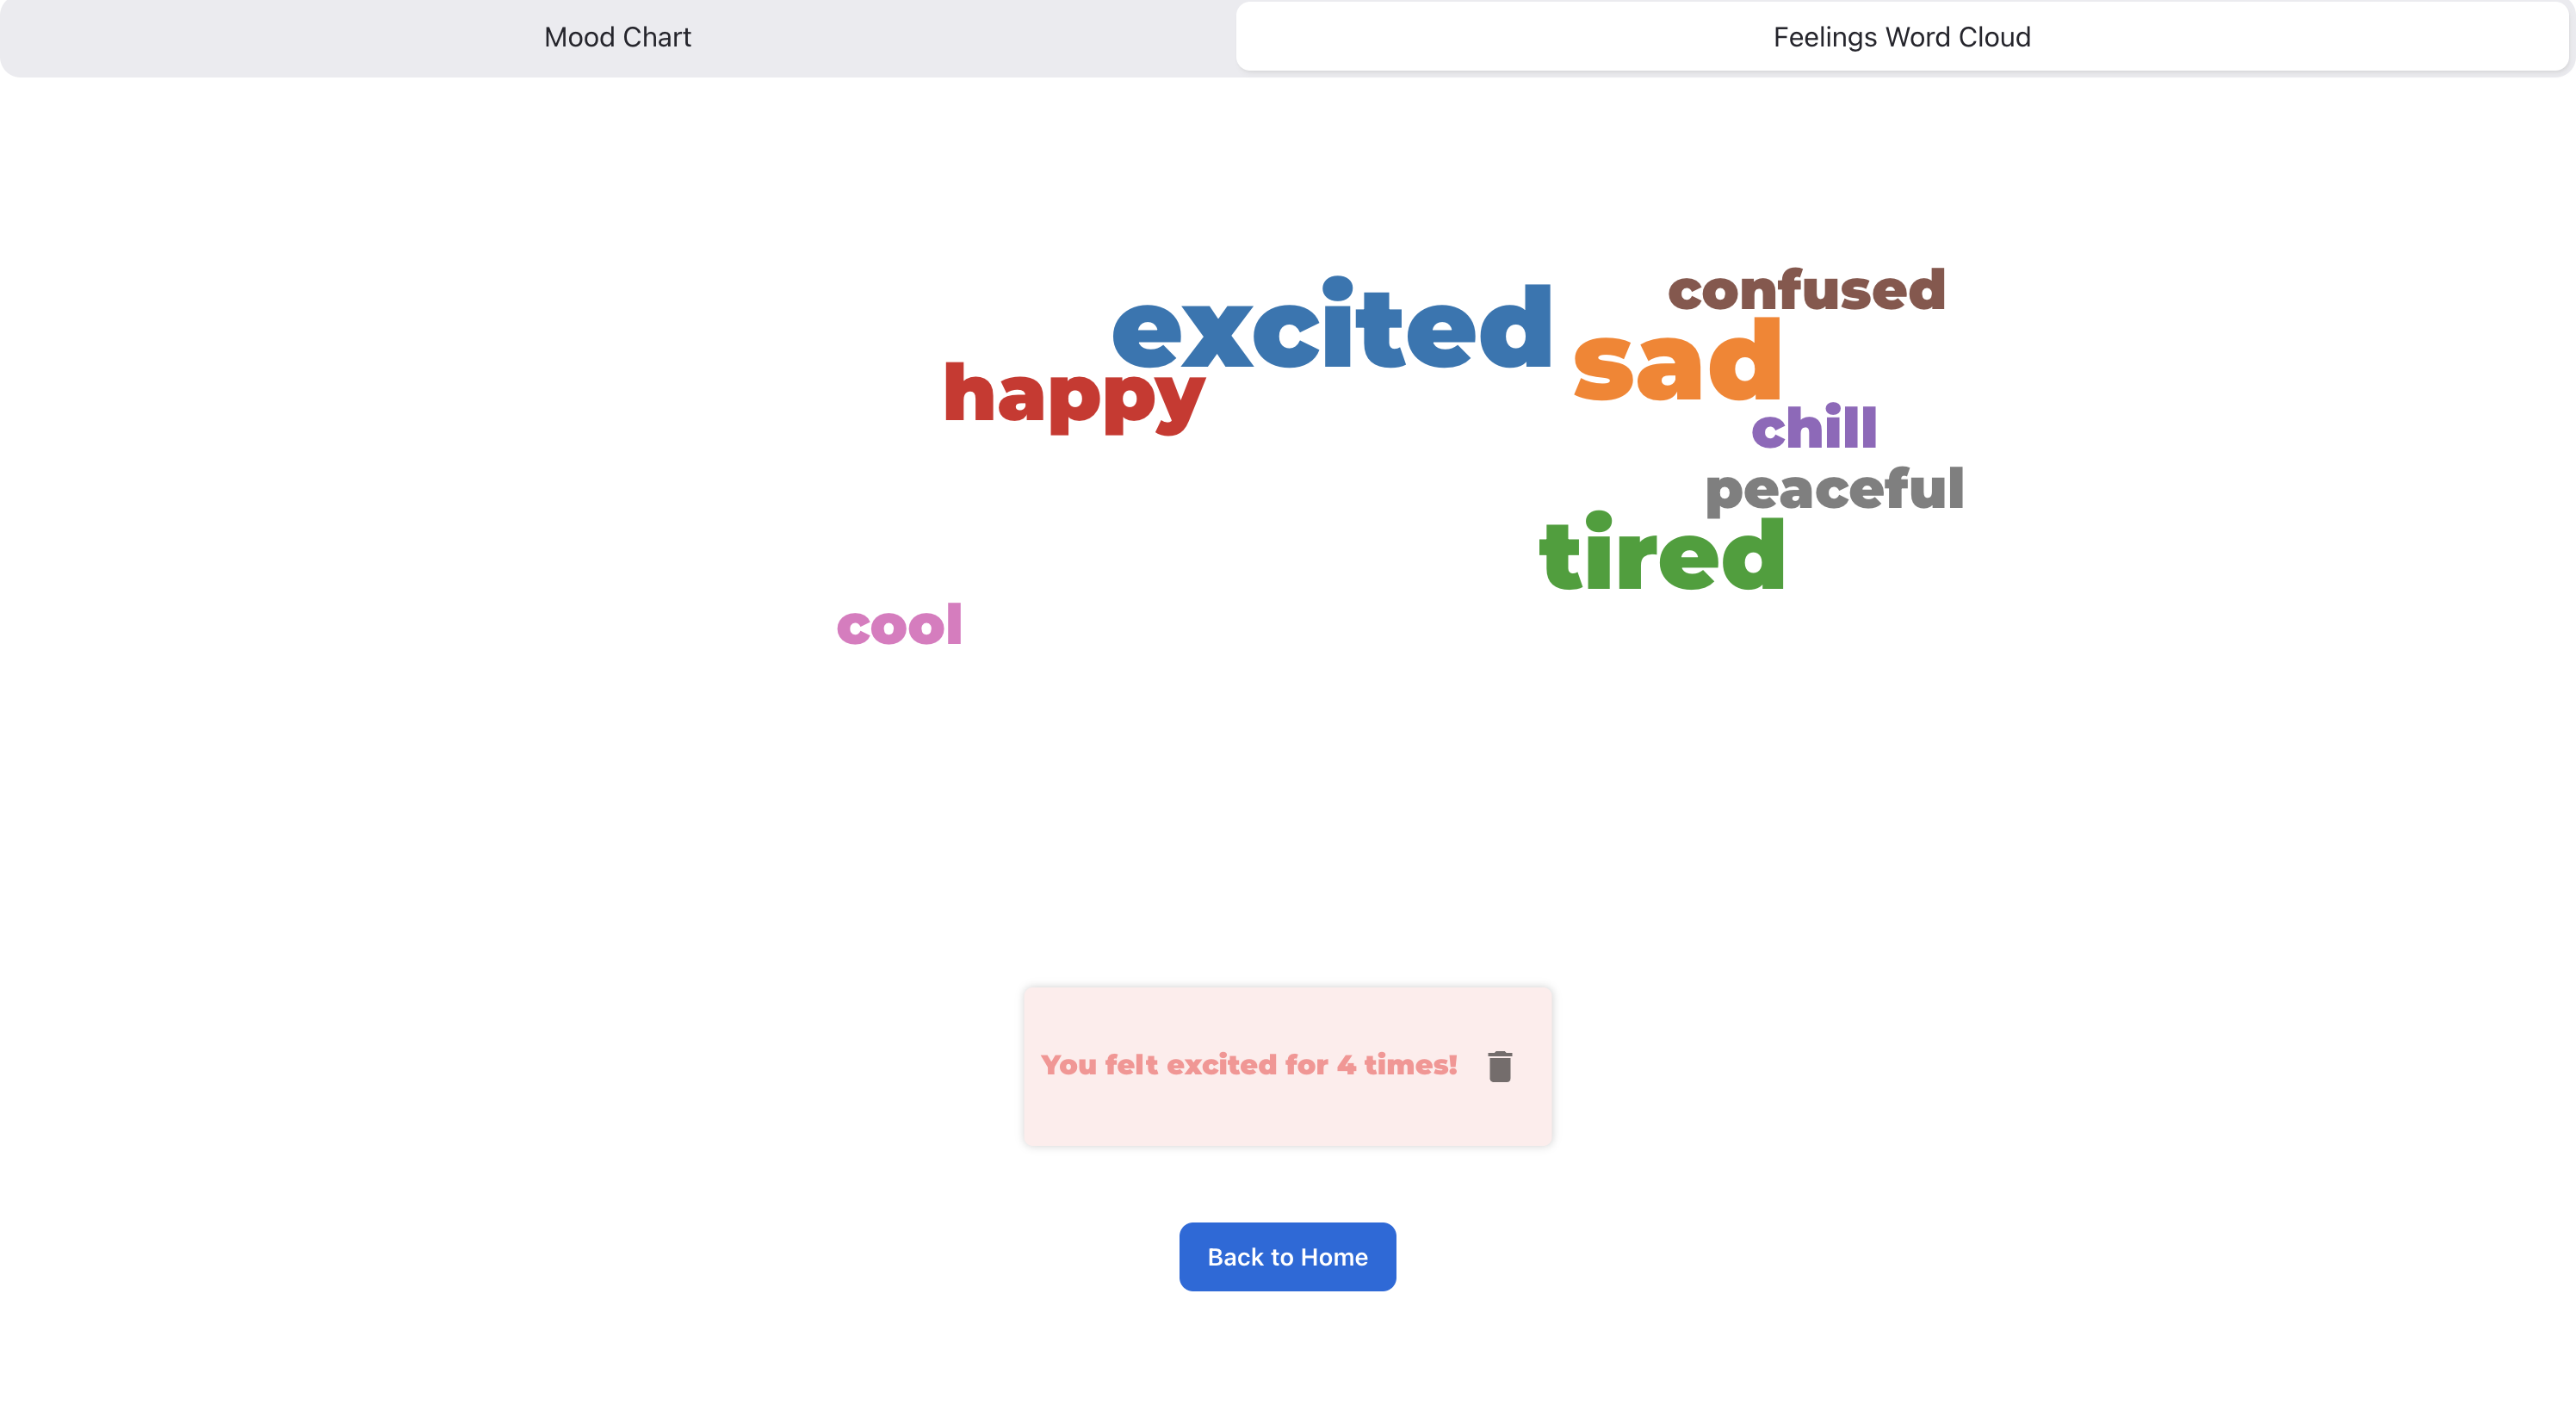 Mood Chart
Feelings Word Cloud
confused
excited
sad
happy
chill
peaceful
tired
cool
You felt excited for 4 times!
Back to Home